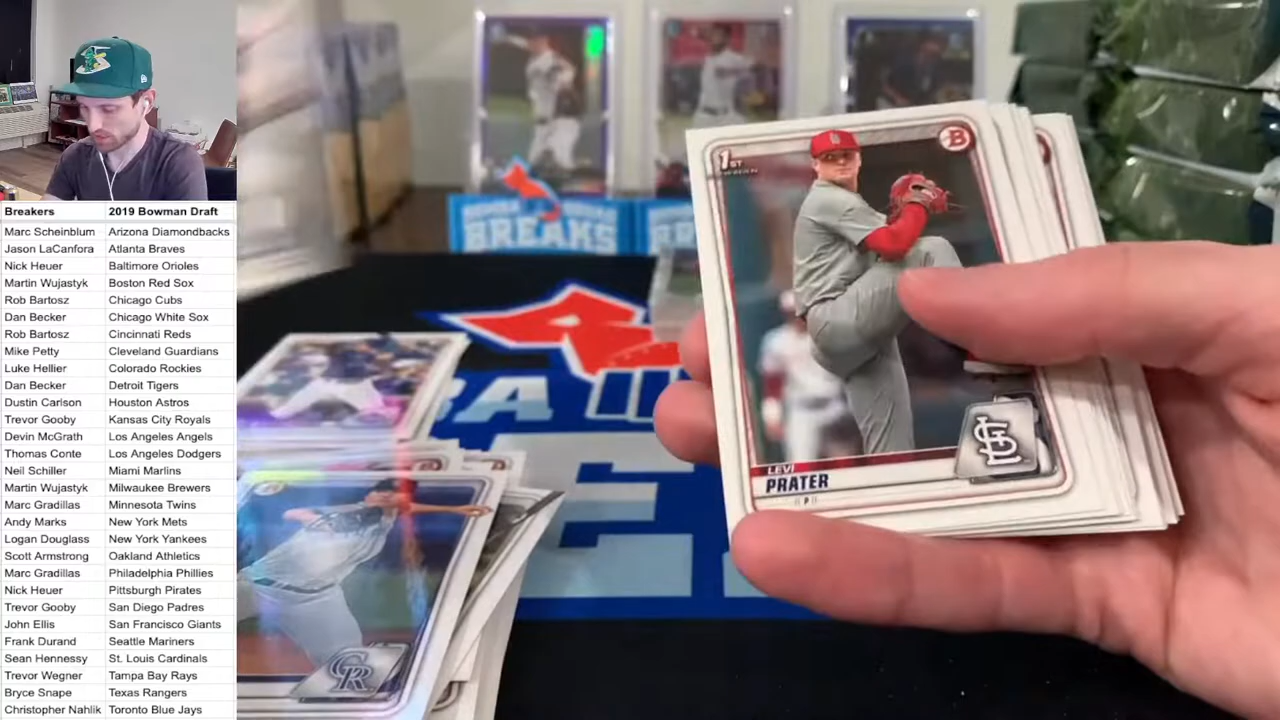 Breakers 2019 Bowman Draft
Marc Scheinblum Arizona Diamondbacks
Jason LaCanfora Atlanta Braves
Nick Heuer Baltimore Orioles
Martin Wujastyk Boston Red Sox
Rob Bartosz Chicago Cubs
Dan Becker Chicago White Sox
Rob Bartosz Cincinnati Reds
Mike Petty Cleveland Guardians
Luke Hellier Colorado Rockies
Dan Becker Detroit Tigers
Dustin Carlson Houston Astros
Trevor Gooby Kansas City Royals
Devin McGrath Los Angeles Angels
Thomas Conte Los Angeles Dodgers
Neil Schiller Miami Marlins
Martin Wujastyk Milwaukee Brewers
Marc Gradillas Minnesota Twins
Andy Marks New York Mets
Logan Douglass New York Yankees
Scott Armstrong Oakland Athletics
Marc Gradillas Philadelphia Phillies
Nick Heuer Pittsburgh Pirates
Trevor Gooby San Diego Padres
John Ellis San Francisco Giants
Frank Durand Seattle Mariners
Sean Hennessy St. Louis Cardinals
Trevor Wegner Tampa Bay Rays
Bryce Snape Texas Rangers
Christopher Nahlik Toronto Blue Jays
BREAKS
1ST
B
StL
LEVI
PRATER
P
CR